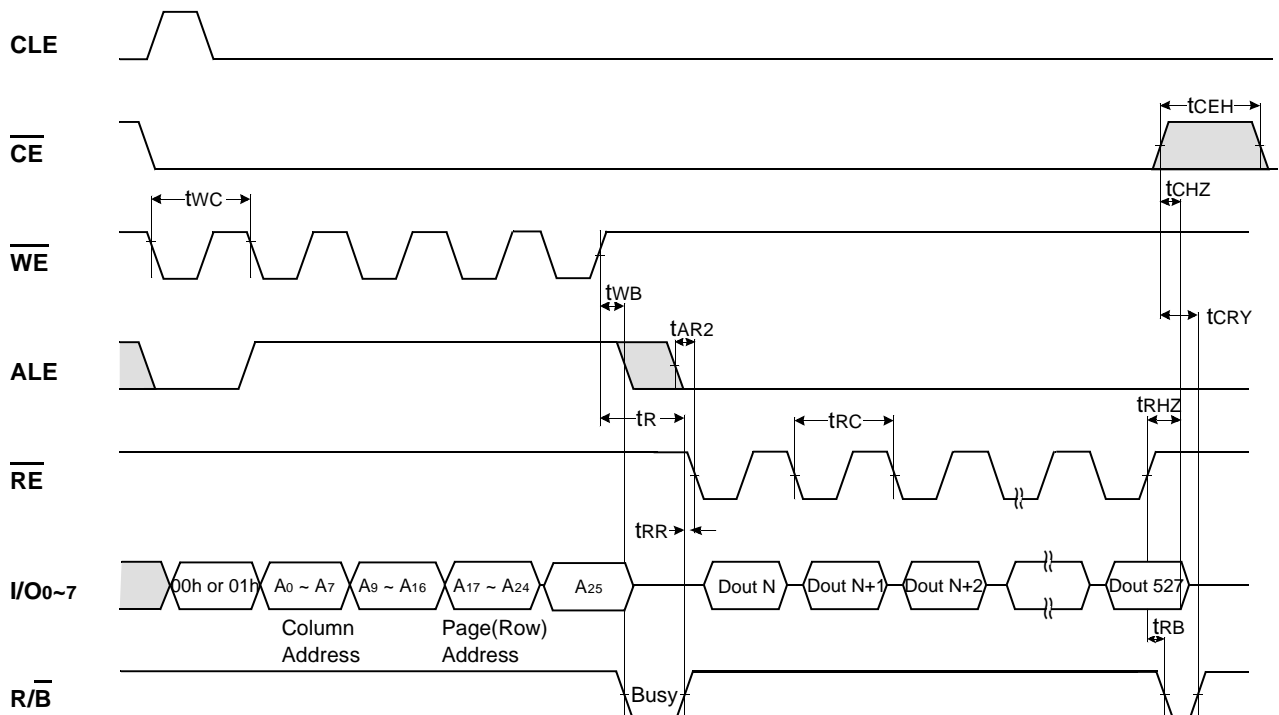 CLE
tCEH
CE
tCHZ
tWC
WE
tWB
tCRY
tAR2
ALE
tR
tRC
tRHZ
RE
tRR
I/O0~7
00h or 01h
A0 ~ A7
A9 ~ A16
A17 ~ A24
A25
Dout N
Dout N+1
Dout N+2
Dout 527
Column
Address
Page(Row)
Address
tRB
R/B
Busy